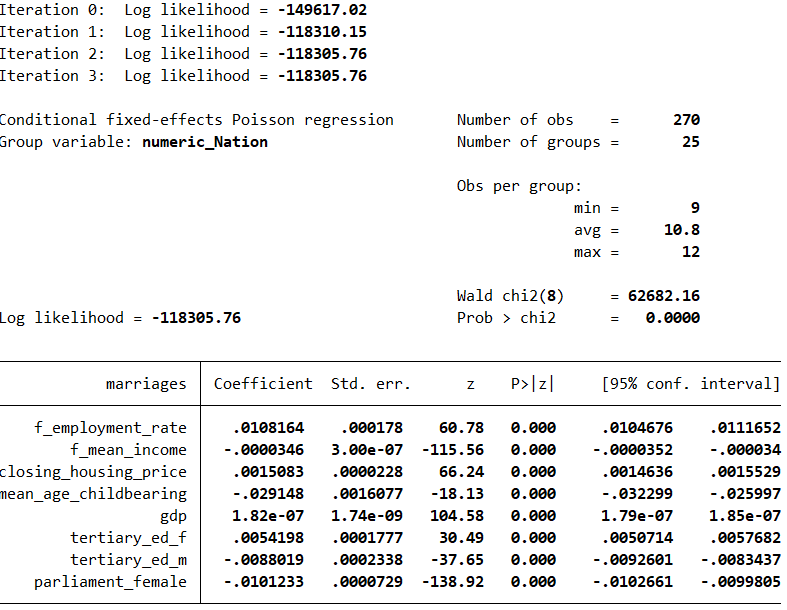 Iteration 0:  Log likelihood = -149617.02
Iteration 1:  Log likelihood = -118310.15
Iteration 2:  Log likelihood = -118305.76
Iteration 3:  Log likelihood = -118305.76
Conditional fixed-effects Poisson regression    Number of obs    =    270
Group variable: numeric_Nation    Number of groups =    25
Obs per group:
min =    9
avg =    10.8
max =    12
Wald chi2(8)    = 62682.16
Log likelihood = -118305.76    Prob > chi2    =    0.0000
marriages    Coefficient  Std. err.    z    P>|z|    [95% conf. interval]
f_employment_rate    .0108164    .000178    60.78    0.000    .0104676    .0111652
f_mean_income    -.0000346    3.00e-07    -115.56    0.000    -.0000352    -.000034
closing_housing_price    .0015083    .0000228    66.24    0.000    .0014636    .0015529
mean_age_childbearing    -.029148    .0016077    -18.13    0.000    -.032299    -.025997
gdp    1.82e-07    1.74e-09    104.58    0.000    1.79e-07    1.85e-07
tertiary_ed_f    .0054198    .0001777    30.49    0.000    .0050714    .0057682
tertiary_ed_m    -.0088019    .0002338    -37.65    0.000    -.0092601    -.0083437
parliament_female    -.0101233    .0000729    -138.92    0.000    -.0102661    -.0099805